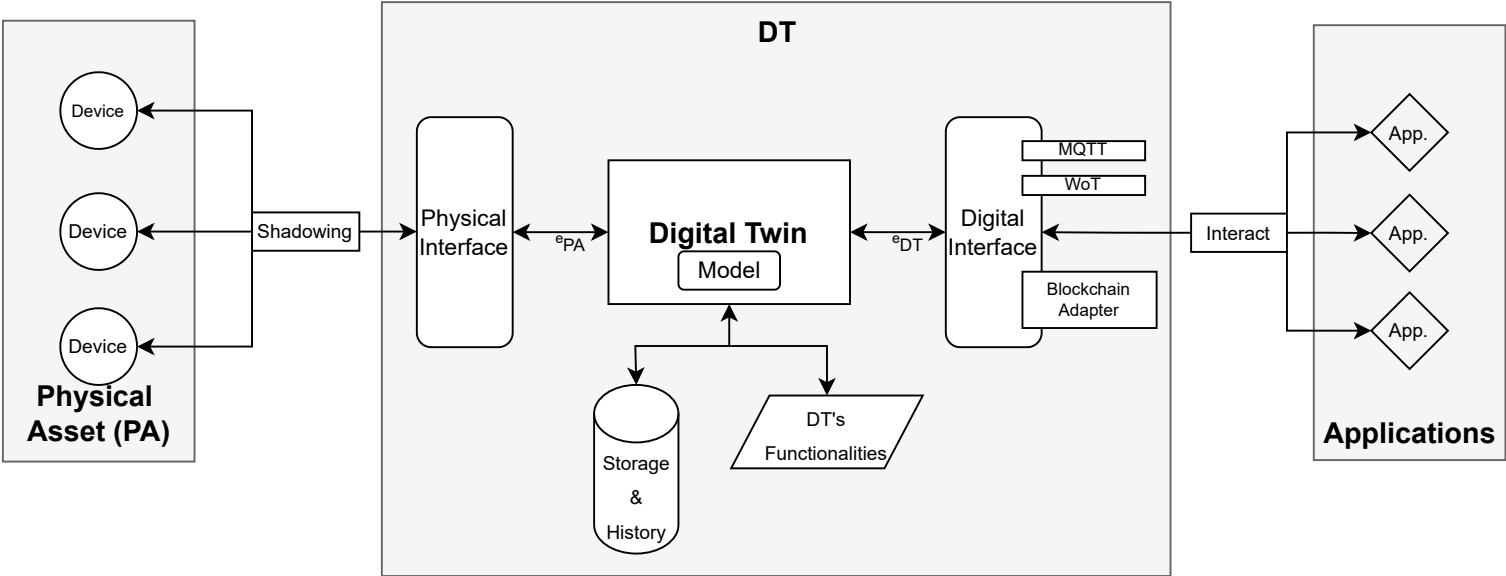 Device
Device
Device
Physical
Asset (PA)
Shadowing
DT
Physical
Interface
ePA
Digital Twin
Model
eDT
Digital
Interface
MQTT
WoT
Blockchain
Adapter
Storage
&
History
DT's
Functionalities
Interact
App.
App.
App.
Applications